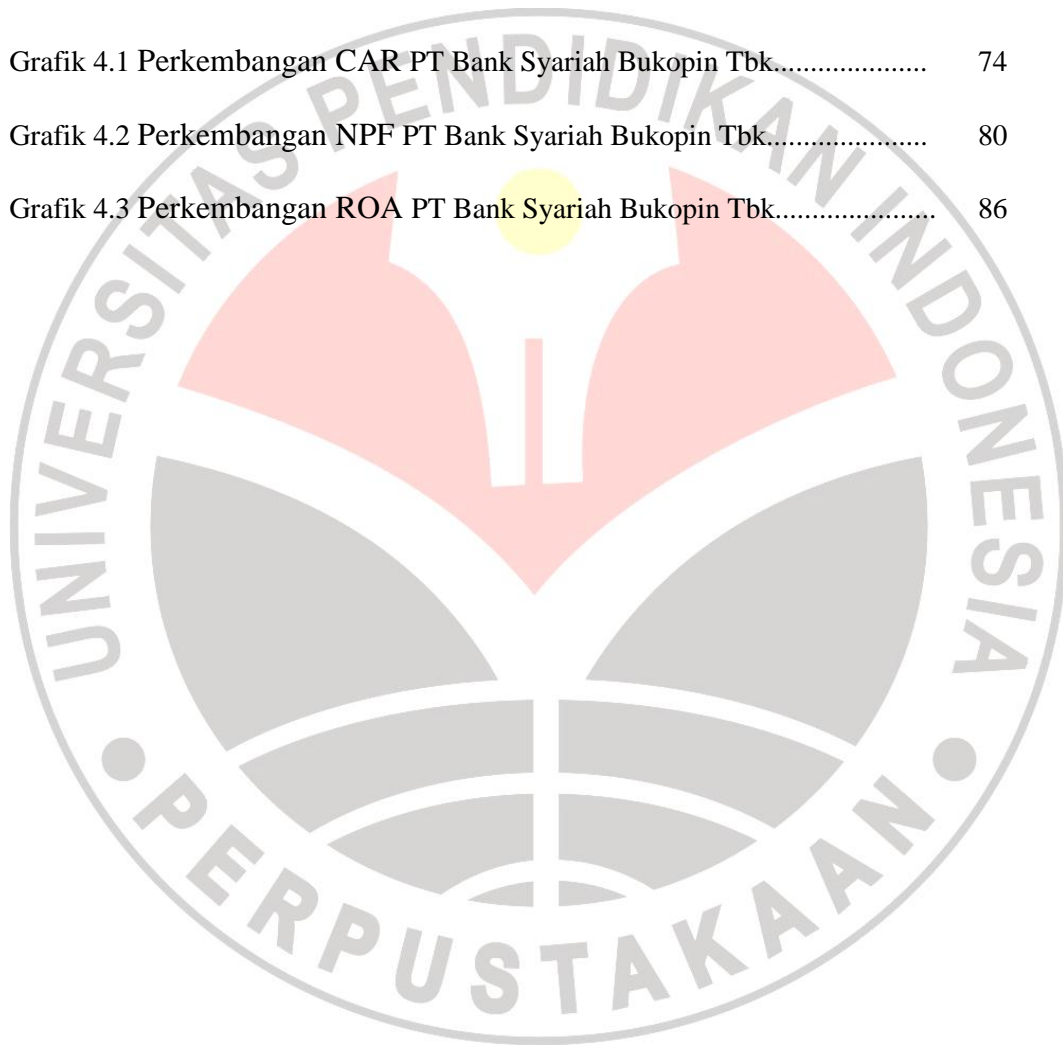 Grafik 4.1 Perkembangan CAR PT Bank Syariah Bukopin Tbk..................... 74
Grafik 4.2 Perkembangan NPF PT Bank Syariah Bukopin Tbk...................... 80
Grafik 4.3 Perkembangan ROA PT Bank Syariah Bukopin Tbk...................... 86
UNIVERSITAS PENDIDIKAN INDONESIA
PERPUSTAKAAN